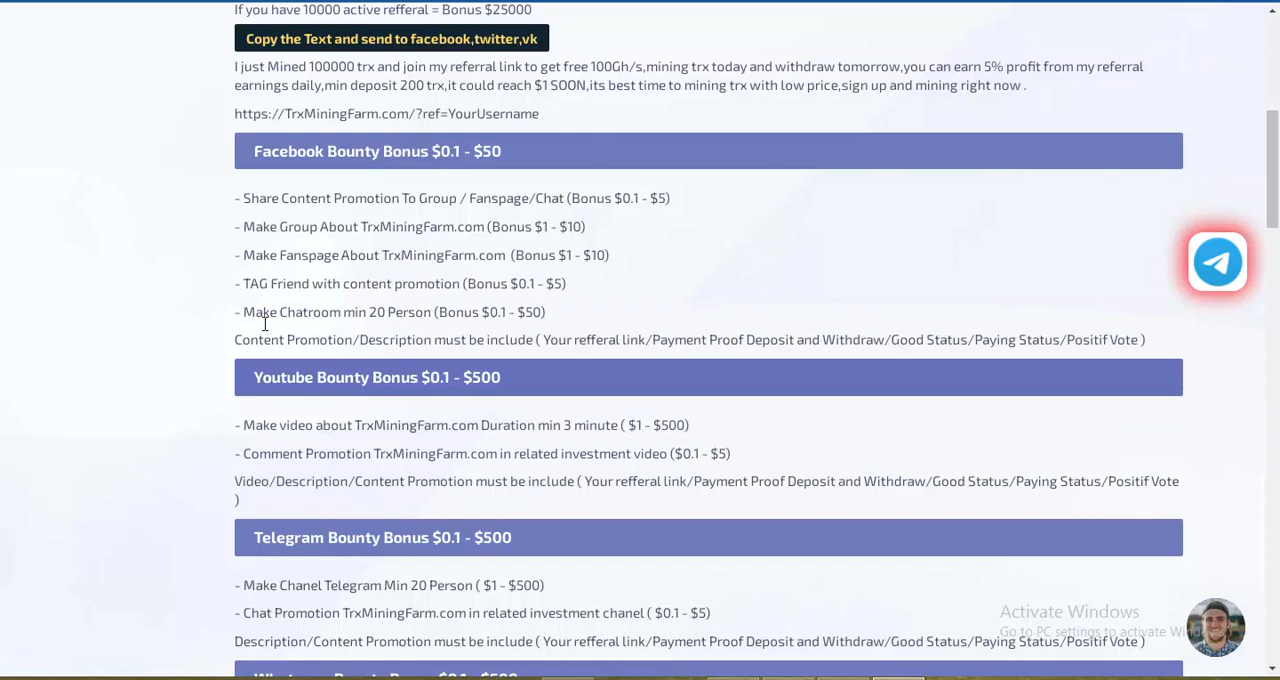 If you have 10000 active refferal = Bonus $25000
Copy the Text and send to facebook,twitter,vk
I just Mined 100000 trx and join my referral link to get free 100Gh/s,mining trx today and withdraw tomorrow,you can earn 5% profit from my referral
earnings daily,min deposit 200 trx,it could reach $1 SOON,its best time to mining trx with low price,sign up and mining right now .
https://TrxMiningFarm.com/?ref=YourUsername
Facebook Bounty Bonus $0.1 - $50
- Share Content Promotion To Group / Fanspage/Chat (Bonus $0.1 - $5)
- Make Group About TrxMiningFarm.com (Bonus $1 - $10)
- Make Fanspage About TrxMiningFarm.com (Bonus $1 - $10)
- TAG Friend with content promotion (Bonus $0.1 - $5)
- Make Chatroom min 20 Person (Bonus $0.1 - $50)
Content Promotion/Description must be include ( Your refferal link/Payment Proof Deposit and Withdraw/Good Status/Paying Status/Positif Vote )
Youtube Bounty Bonus $0.1 - $500
- Make video about TrxMiningFarm.com Duration min 3 minute ( $1 - $500)
- Comment Promotion TrxMiningFarm.com in related investment video ($0.1 - $5)
Video/Description/Content Promotion must be include ( Your refferal link/Payment Proof Deposit and Withdraw/Good Status/Paying Status/Positif Vote
)
Telegram Bounty Bonus $0.1 - $500
- Make Chanel Telegram Min 20 Person ( $1 - $500)
- Chat Promotion TrxMiningFarm.com in related investment chanel ( $0.1 - $5)
Activate Windows
Go to PC settings to activate
Description/Content Promotion must be include ( Your refferal link/Payment Proof Deposit and Withdraw/Good Status/Paying Status/Positif Vote )